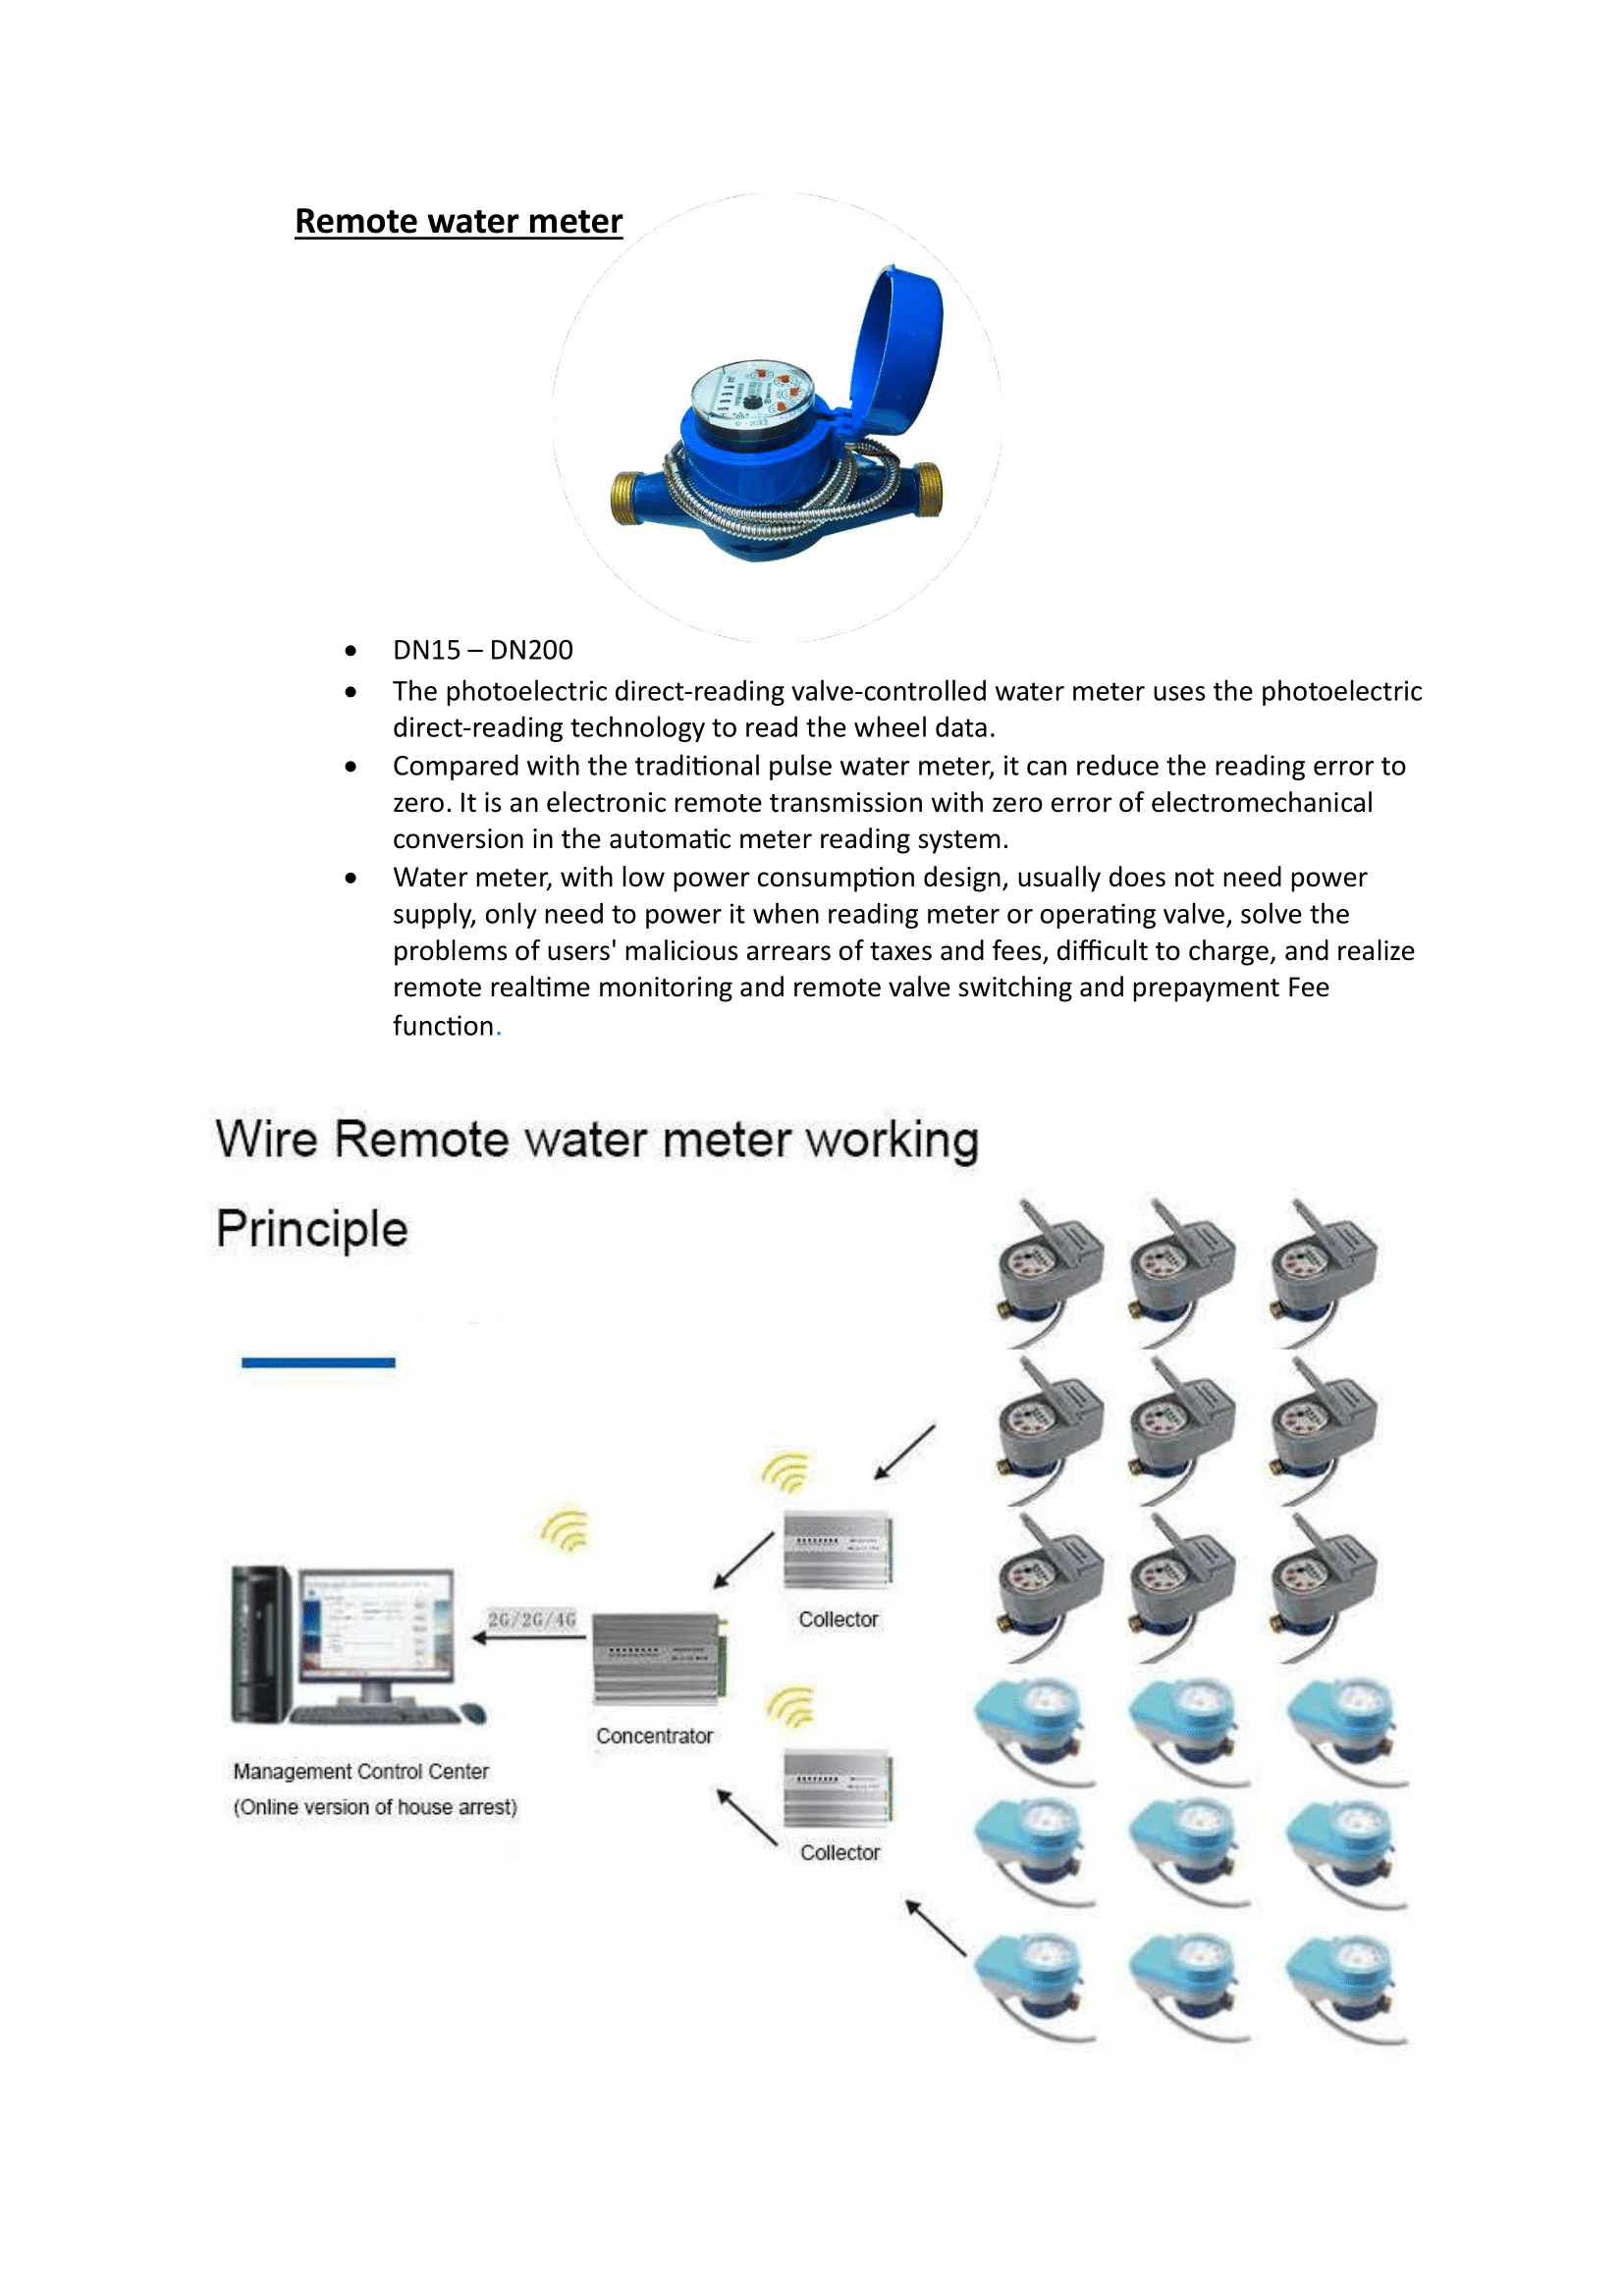 Remote water meter
• DN15 – DN200
• The photoelectric direct-reading valve-controlled water meter uses the photoelectric
direct-reading technology to read the wheel data.
• Compared with the traditional pulse water meter, it can reduce the reading error to
zero. It is an electronic remote transmission with zero error of electromechanical
conversion in the automatic meter reading system.
• Water meter, with low power consumption design, usually does not need power
supply, only need to power it when reading meter or operating valve, solve the
problems of users' malicious arrears of taxes and fees, difficult to charge, and realize
remote realtime monitoring and remote valve switching and prepayment Fee
function.
Wire Remote water meter working
Principle
2G/2G/4G
Collector
Concentrator
Management Control Center
(Online version of house arrest)
Collector